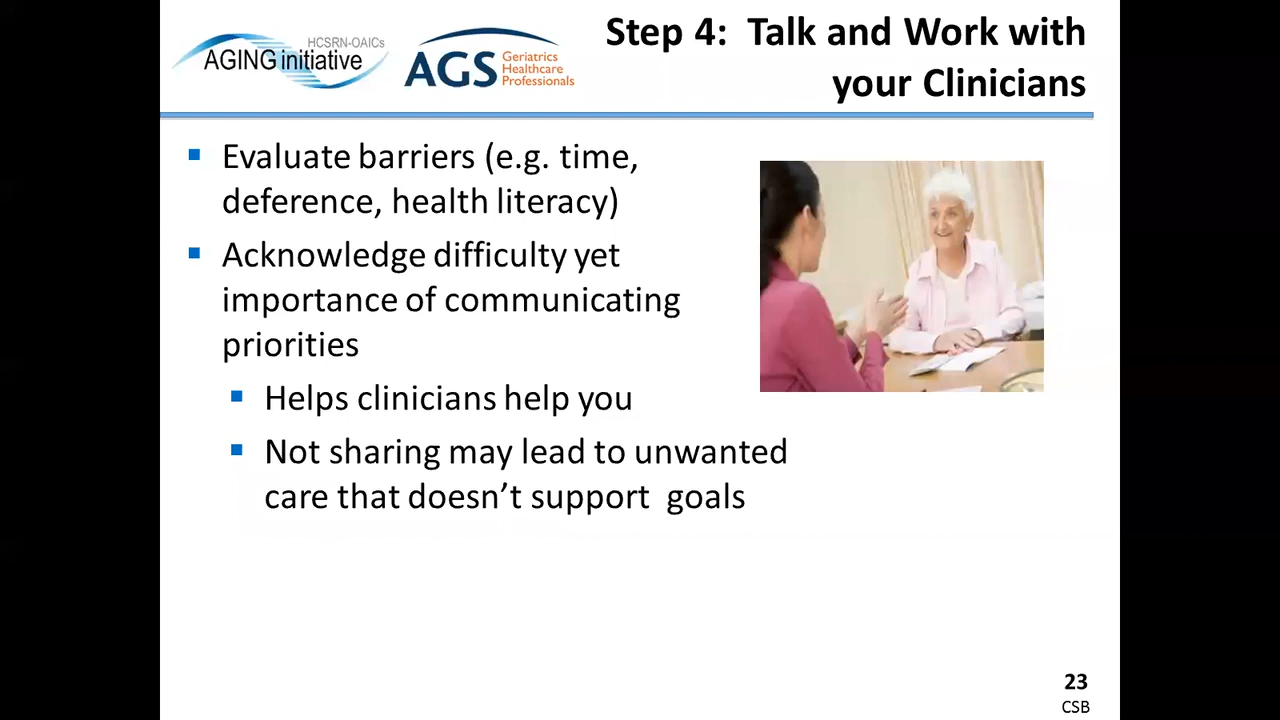 HCSRN-OAICs
AGING initiative
AGS Geriatrics
Healthcare
Professionals
Step 4:  Talk and Work with
your Clinicians
Evaluate barriers (e.g. time,
deference, health literacy)
Acknowledge difficulty yet
importance of communicating
priorities
Helps clinicians help you
Not sharing may lead to unwanted
care that doesn’t support  goals
23
CSB